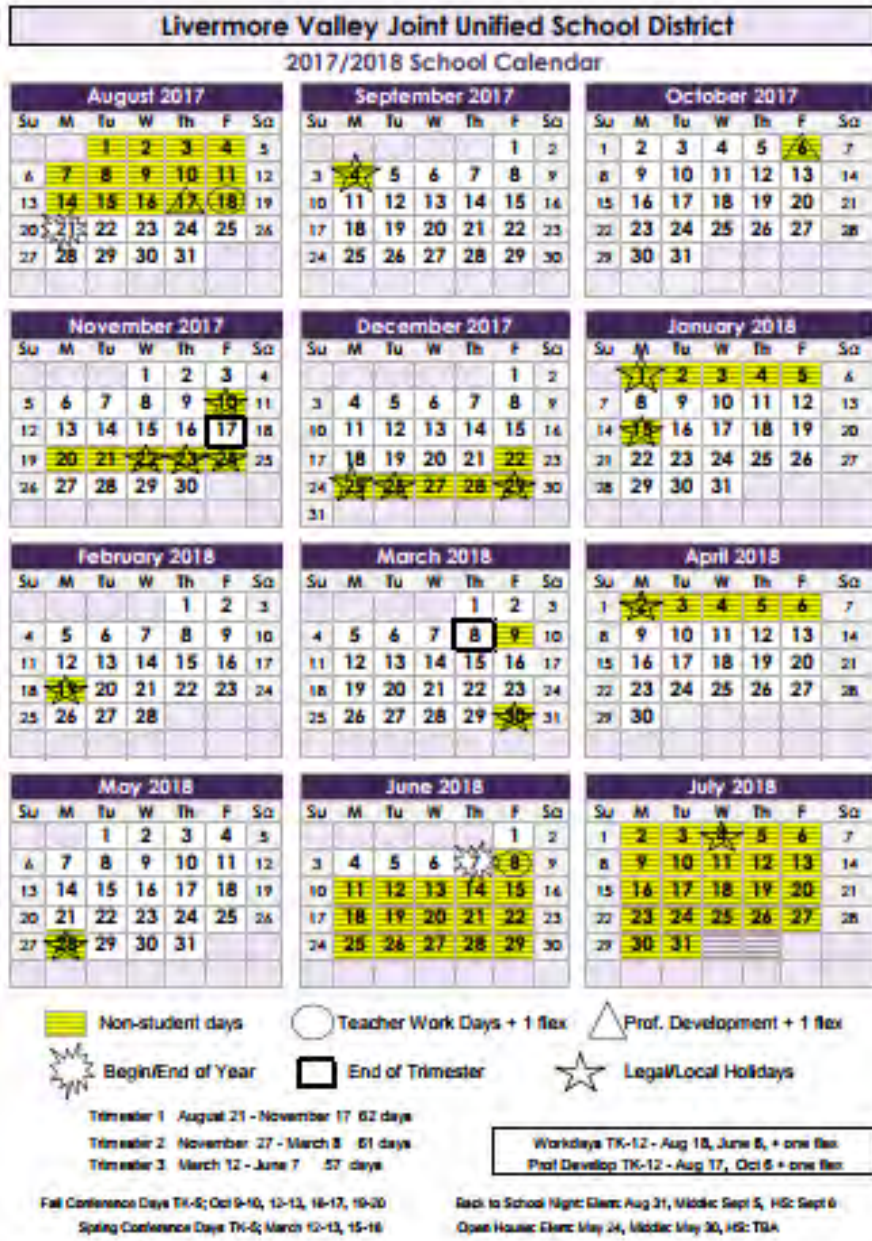 Livermore Valley Joint Unified School District
2017/2018 School Calendar
August 2017 September 2017 October 2017
Su M Tu W Th F Sa Su M Tu W Th F Sa Su M Tu W Th F Sa
1 2 3 4 5 1 2 1 2 3 4 5 6 7
6 7 8 9 10 11 12 3 4 5 6 7 8 9 8 9 10 11 12 13 14
13 14 15 16 17 18 19 10 11 12 13 14 15 16 15 16 17 18 19 20 21
20 21 22 23 24 25 26 17 18 19 20 21 22 23 22 23 24 25 26 27 28
27 28 29 30 31 24 25 26 27 28 29 30 29 30 31
November 2017 December 2017 January 2018
Su M Tu W Th F Sa Su M Tu W Th F Sa Su M Tu W Th F Sa
1 2 3 4 1 2 1 2 3 4 5 6
5 6 7 8 9 10 11 3 4 5 6 7 8 9 7 8 9 10 11 12 13
12 13 14 15 16 17 18 10 11 12 13 14 15 16 14 15 16 17 18 19 20
19 20 21 22 23 24 25 17 18 19 20 21 22 23 21 22 23 24 25 26 27
26 27 28 29 30 24 25 26 27 28 29 30 28 29 30 31
31
February 2018 March 2018 April 2018
Su M Tu W Th F Sa Su M Tu W Th F Sa Su M Tu W Th F Sa
1 2 3 1 2 3 1 2 3 4 5 6 7
4 5 6 7 8 9 10 4 5 6 7 8 9 10 8 9 10 11 12 13 14
11 12 13 14 15 16 17 11 12 13 14 15 16 17 15 16 17 18 19 20 21
18 19 20 21 22 23 24 18 19 20 21 22 23 24 22 23 24 25 26 27 28
25 26 27 28 25 26 27 28 29 30 31 29 30
May 2018 June 2018 July 2018
Su M Tu W Th F Sa Su M Tu W Th F Sa Su M Tu W Th F Sa
1 2 3 4 5 1 2 1 2 3 4 5 6 7
6 7 8 9 10 11 12 3 4 5 6 7 8 9 8 9 10 11 12 13 14
13 14 15 16 17 18 19 10 11 12 13 14 15 16 15 16 17 18 19 20 21
20 21 22 23 24 25 26 17 18 19 20 21 22 23 22 23 24 25 26 27 28
27 28 29 30 31 24 25 26 27 28 29 30 29 30 31
Non-student days Teacher Work Days + 1 flex Prof. Development + 1 flex
Begin/End of Year End of Trimester Legal/Local Holidays
Trimester 1 August 21 - November 17 62 days
Trimester 2 November 27 - March 8 61 days
Trimester 3 March 12 - June 7 57 days
Workdays TK-12 - Aug 18, June 8, + one flex
Prof Develop TK-12 - Aug 17, Oct 6 + one flex
Fall Conference Days TK-5; Oct 9-10, 12-13, 16-17, 19-20
Spring Conference Days TK-5; March 12-13, 15-16
Back to School Night: Elem: Aug 31, Middle: Sept 5, HS: Sept 6
Open House: Elem: May 24, Middle: May 30, HS: TBA